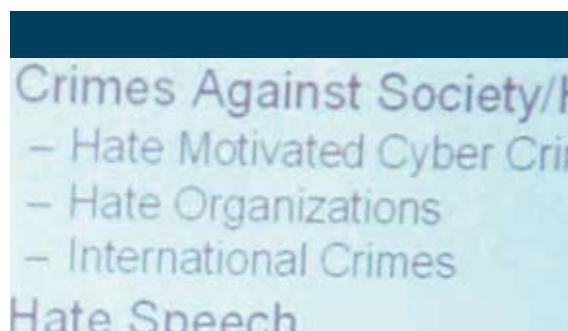 Crimes Against Society/
– Hate Motivated Cyber
– Hate Organizations
– International Crimes
Hate Speech